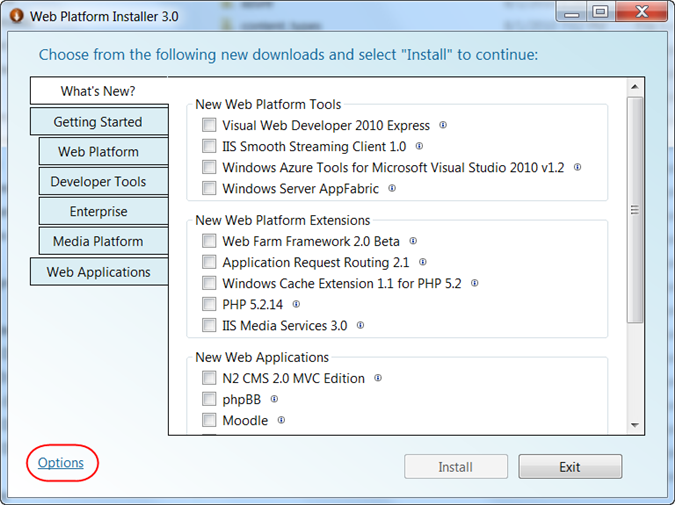 Web Platform Installer 3.0
Choose from the following new downloads and select "Install" to continue:
What's New?
Getting Started
Web Platform
Developer Tools
Enterprise
Media Platform
Web Applications
New Web Platform Tools
Visual Web Developer 2010 Express
IIS Smooth Streaming Client 1.0
Windows Azure Tools for Microsoft Visual Studio 2010 v1.2
Windows Server AppFabric
New Web Platform Extensions
Web Farm Framework 2.0 Beta
Application Request Routing 2.1
Windows Cache Extension 1.1 for PHP 5.2
PHP 5.2.14
IIS Media Services 3.0
New Web Applications
N2 CMS 2.0 MVC Edition
phpBB
Moodle
Options
Install
Exit